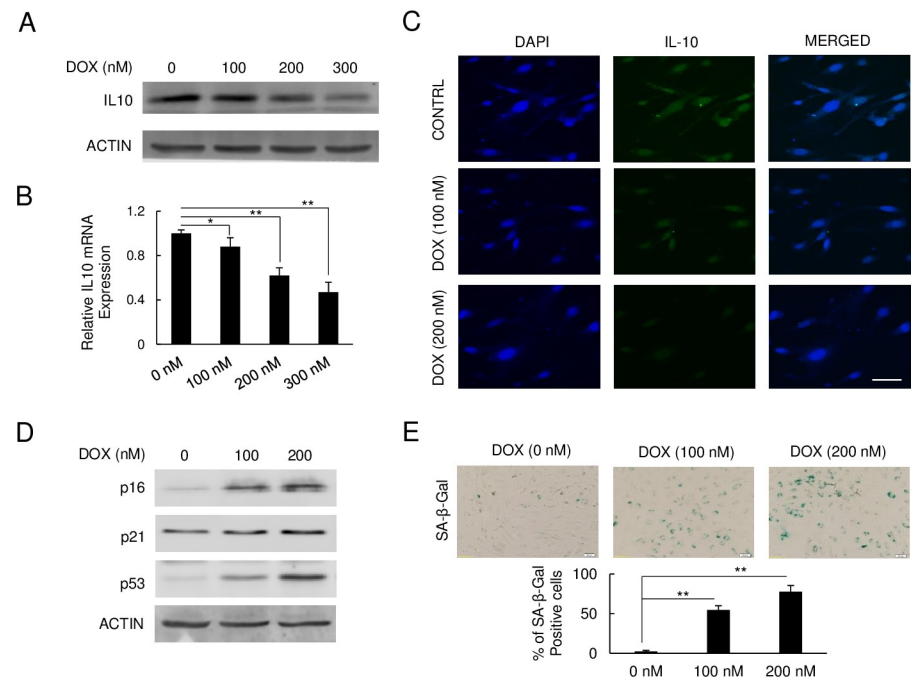 A
DOX (nM) 0 100 200 300
IL10
ACTIN
B
Relative IL10 mRNA
Expression
1.2
0.8
0.4
0
*
**
**
0 nM 100 nM 200 nM 300 nM
C
DAPI IL-10 MERGED
CONTRL
DOX (100 nM)
DOX (200 nM)
D
DOX (nM) 0 100 200
p16
p21
p53
ACTIN
E
DOX (0 nM) DOX (100 nM) DOX (200 nM)
SA-β-Gal
% of SA-β-Gal
Positive cells
100
50
0
**
**
0 nM 100 nM 200 nM